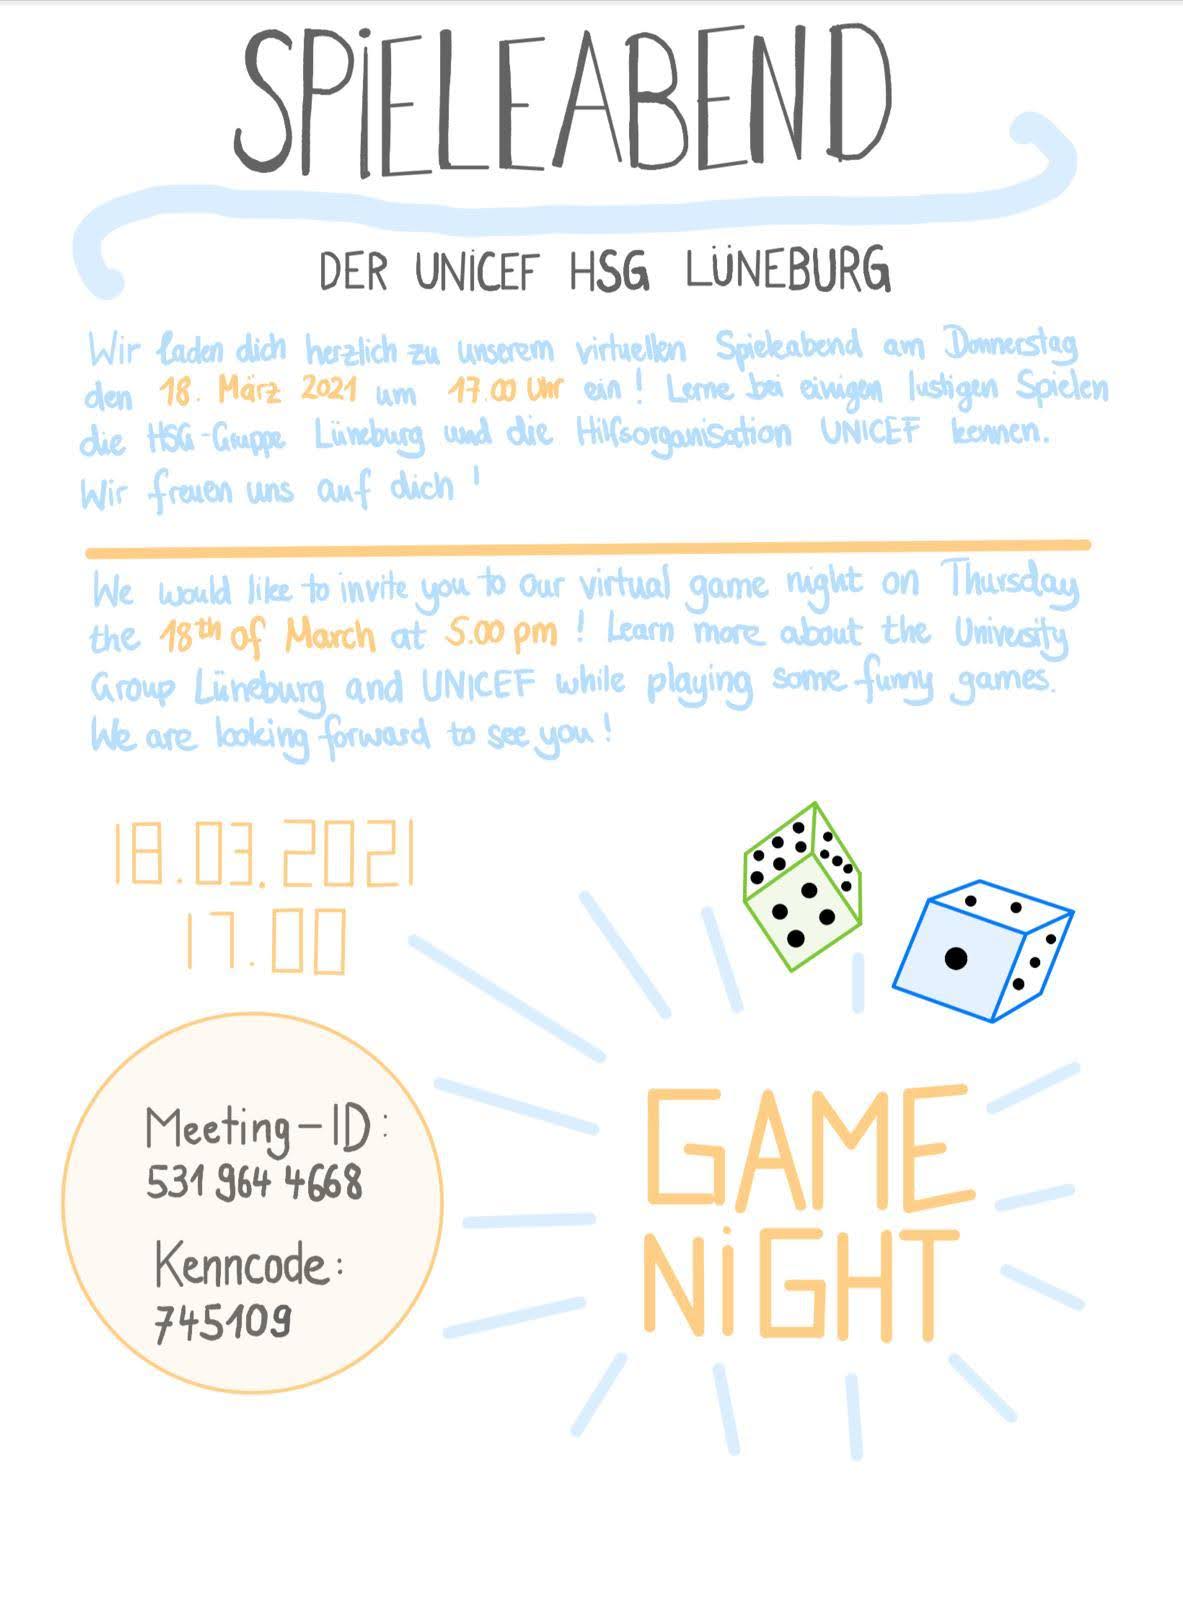 SPiELEABEND
DER UNiCEF HSG LÜNEBURG
Wir laden dich herzlich zu unserem virtuellen Spieleabend am Donnerstag
den 18. März 2021 um 17.00 Uhr ein! Lerne bei einigen lustigen Spielen
die HSG-Gruppe Lüneburg und die Hilfsorganisation UNICEF kennen.
Wir freuen uns auf dich!
We would like to invite you to our virtual game night on Thursday
the 18th of March at 5.00 pm! Learn more about the University
Group Lüneburg and UNICEF while playing some funny games.
We are looking forward to see you!
18.03.2021
17.00
Meeting-ID:
531 964 4668
Kenncode:
745109
GAME
NiGHT